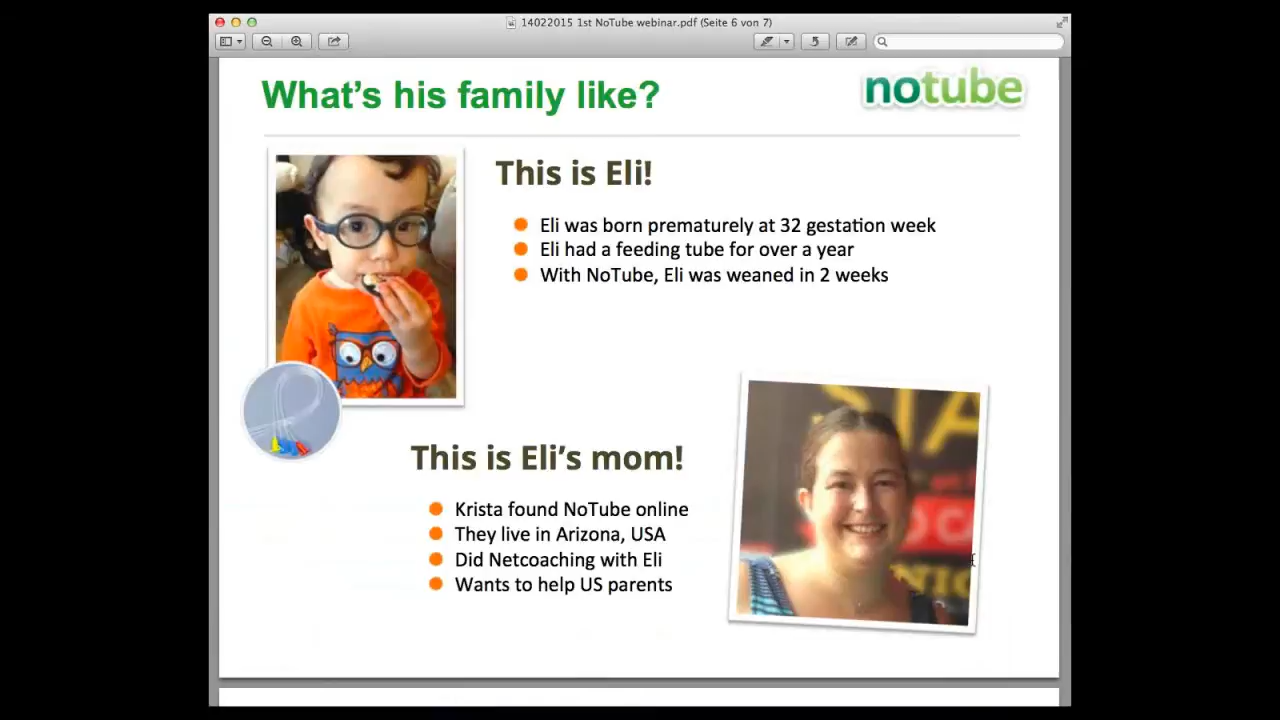 14022015 1st NoTube webinar.pdf (Seite 6 von 7)
What's his family like?
notube
This is Eli!
Eli was born prematurely at 32 gestation week
Eli had a feeding tube for over a year
With NoTube, Eli was weaned in 2 weeks
This is Eli's mom!
Krista found NoTube online
They live in Arizona, USA
Did Netcoaching with Eli
Wants to help US parents